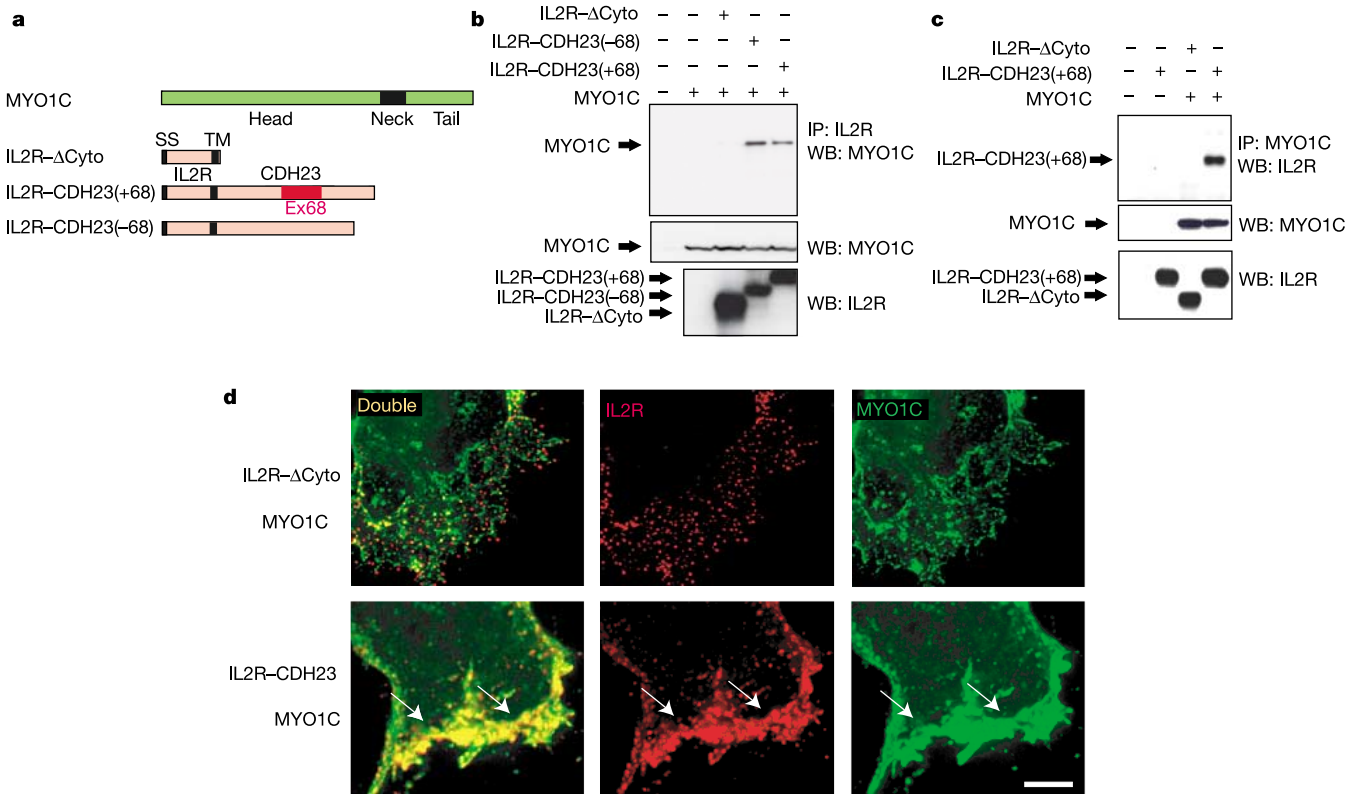 a
MYO1C
Head Neck Tail
SS TM
IL2R–ΔCyto
IL2R CDH23
IL2R–CDH23(+68)
Ex68
IL2R–CDH23(–68)
b
IL2R–ΔCyto – – + – –
IL2R–CDH23(–68) – – – + –
IL2R–CDH23(+68) – – – – +
MYO1C – + + + +
MYO1C
IP: IL2R
WB: MYO1C
MYO1C WB: MYO1C
IL2R–CDH23(+68)
IL2R–CDH23(–68) WB: IL2R
IL2R–ΔCyto
c
IL2R–ΔCyto – – + –
IL2R–CDH23(+68) – + – +
MYO1C – – + +
IL2R–CDH23(+68)
IP: MYO1C
WB: IL2R
MYO1C WB: MYO1C
IL2R–CDH23(+68) WB: IL2R
IL2R–ΔCyto
d
Double IL2R MYO1C
IL2R–ΔCyto
MYO1C
IL2R–CDH23
MYO1C